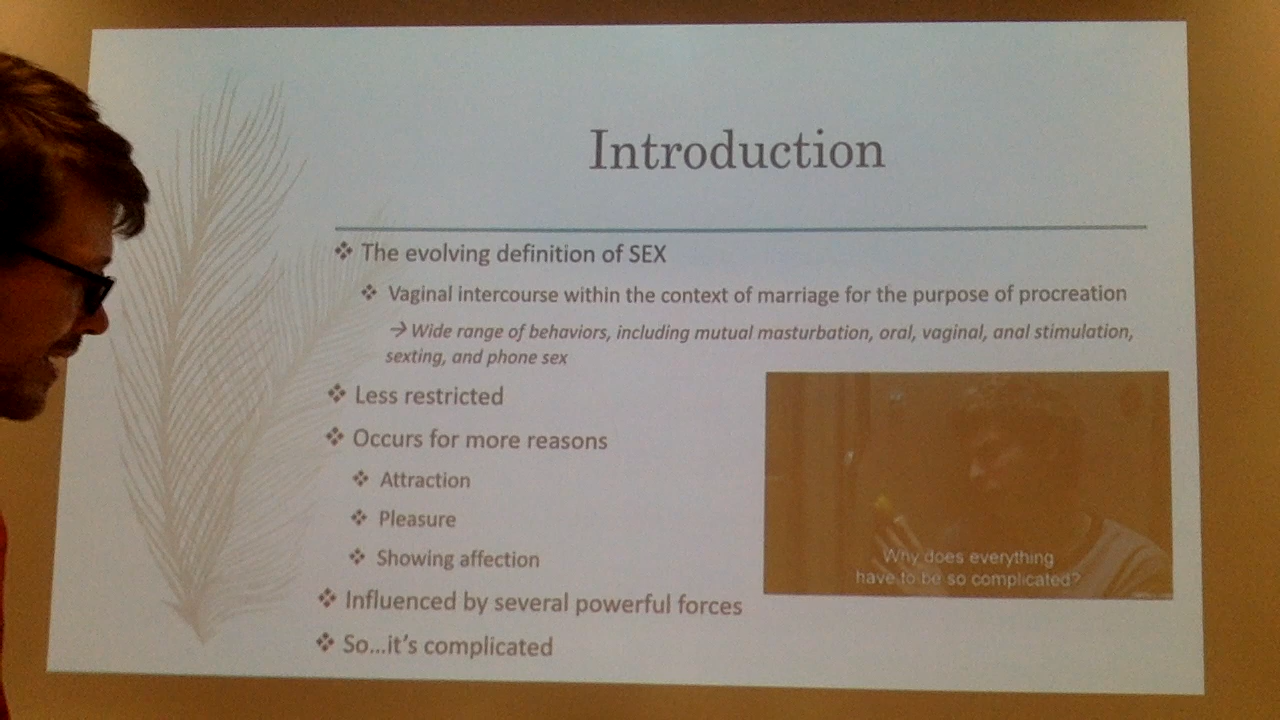 Introduction
❖ The evolving definition of SEX
❖ Vaginal intercourse within the context of marriage for the purpose of procreation
→ Wide range of behaviors, including mutual masturbation, oral, vaginal, anal stimulation,
sexting, and phone sex
❖ Less restricted
❖ Occurs for more reasons
❖ Attraction
❖ Pleasure
❖ Showing affection
❖ Influenced by several powerful forces
❖ So...it's complicated
Why does everything
have to be so complicated?